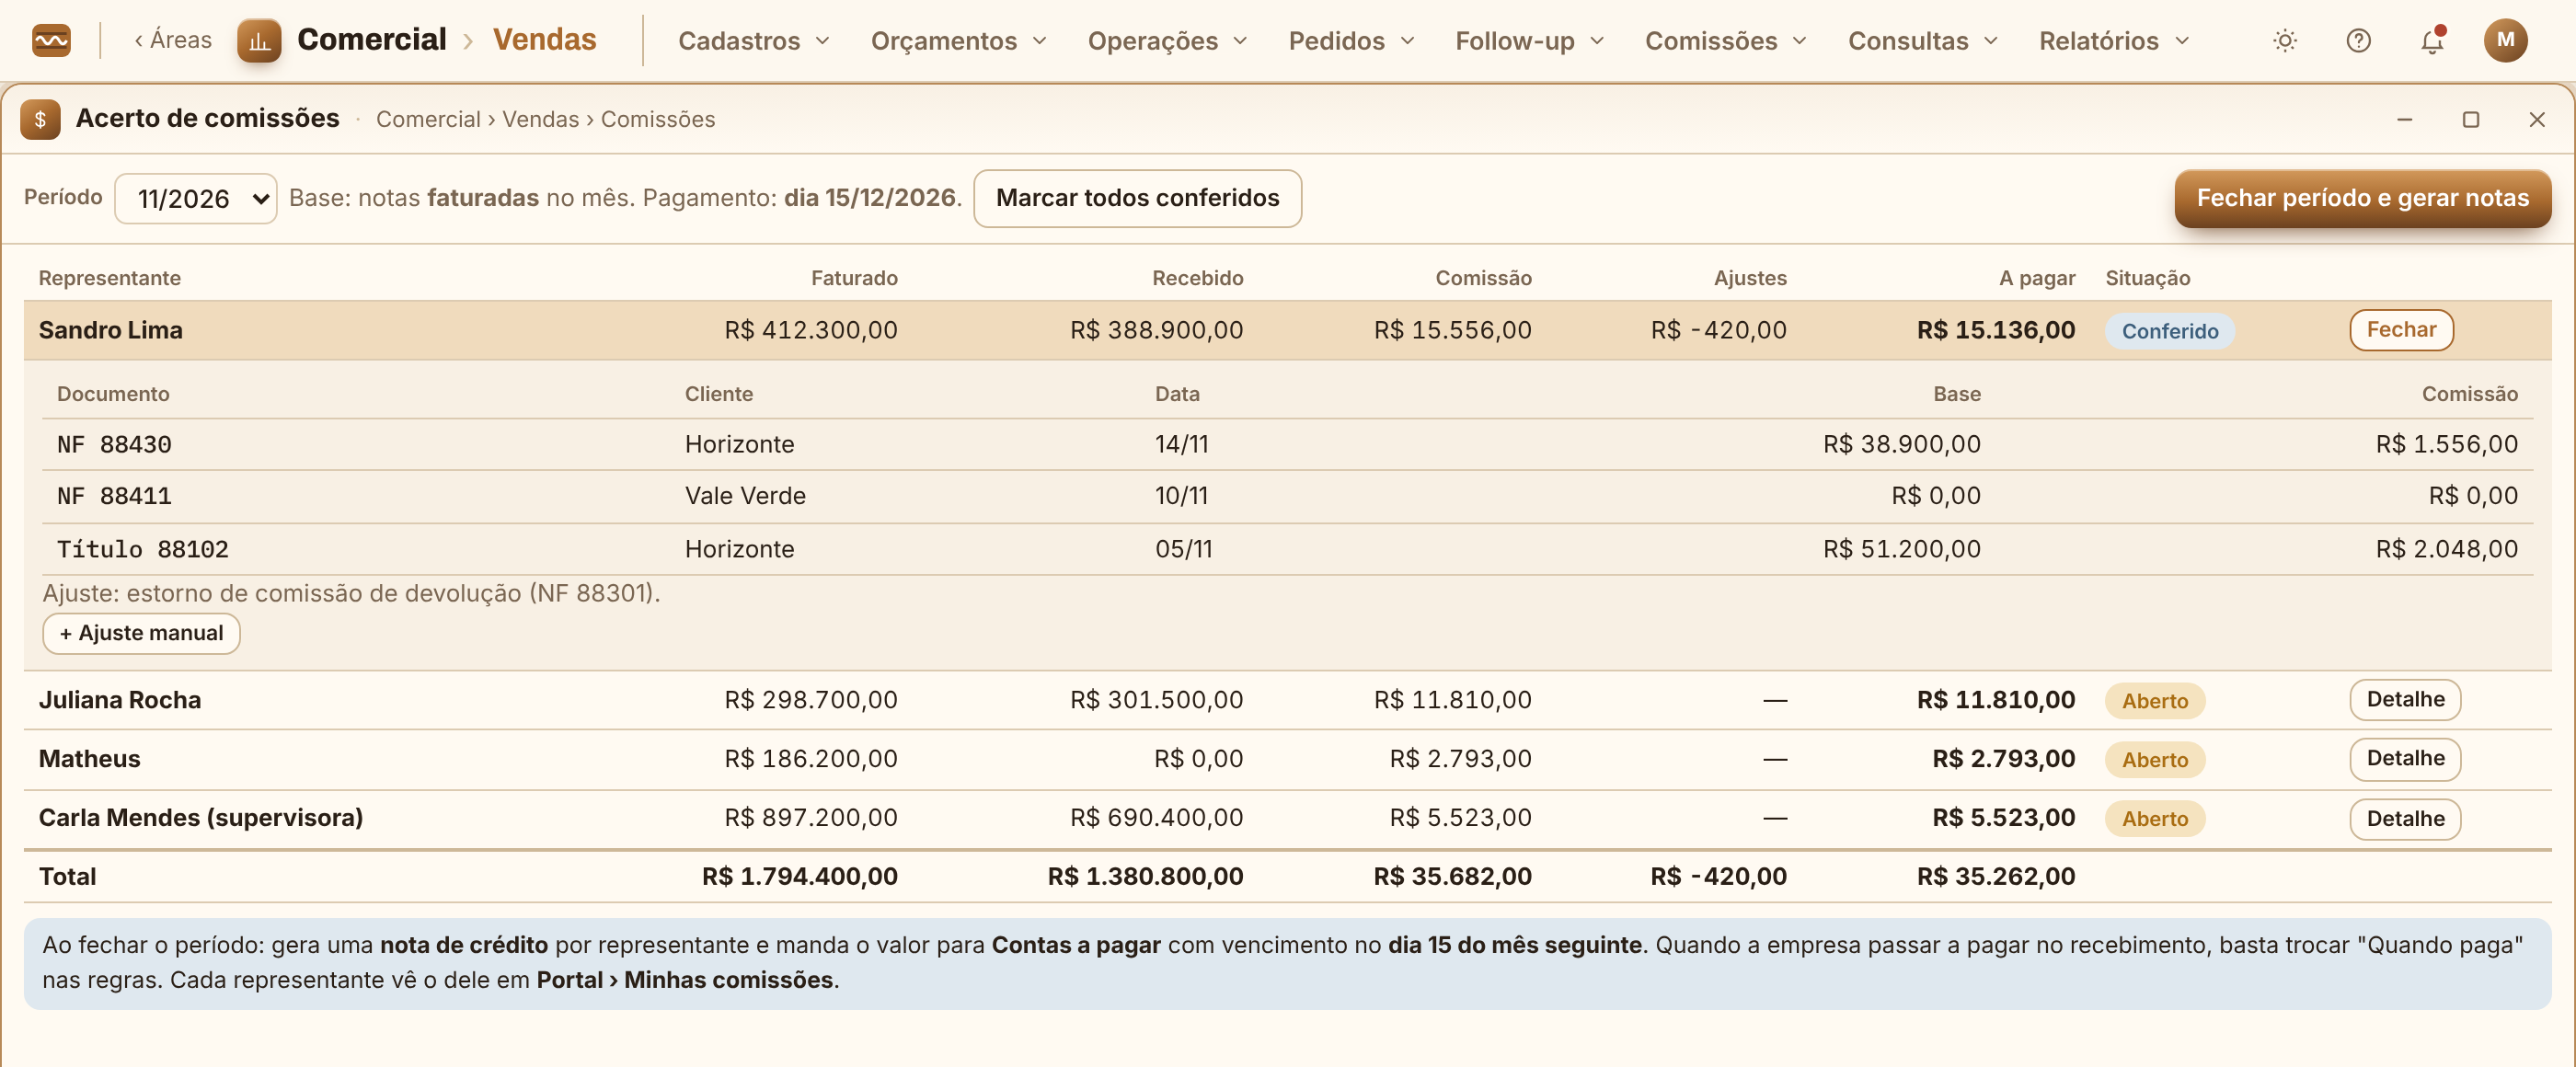 ‹ Áreas Comercial › Vendas Cadastros Orçamentos Operações Pedidos Follow-up Comissões Consultas Relatórios M
$ Acerto de comissões · Comercial › Vendas › Comissões
Período 11/2026 Base: notas faturadas no mês. Pagamento: dia 15/12/2026. Marcar todos conferidos Fechar período e gerar notas
Representante Faturado Recebido Comissão Ajustes A pagar Situação
Sandro Lima R$ 412.300,00 R$ 388.900,00 R$ 15.556,00 R$ -420,00 R$ 15.136,00 Conferido Fechar
Documento Cliente Data Base Comissão
NF 88430 Horizonte 14/11 R$ 38.900,00 R$ 1.556,00
NF 88411 Vale Verde 10/11 R$ 0,00 R$ 0,00
Título 88102 Horizonte 05/11 R$ 51.200,00 R$ 2.048,00
Ajuste: estorno de comissão de devolução (NF 88301).
+ Ajuste manual
Juliana Rocha R$ 298.700,00 R$ 301.500,00 R$ 11.810,00 — R$ 11.810,00 Aberto Detalhe
Matheus R$ 186.200,00 R$ 0,00 R$ 2.793,00 — R$ 2.793,00 Aberto Detalhe
Carla Mendes (supervisora) R$ 897.200,00 R$ 690.400,00 R$ 5.523,00 — R$ 5.523,00 Aberto Detalhe
Total R$ 1.794.400,00 R$ 1.380.800,00 R$ 35.682,00 R$ -420,00 R$ 35.262,00
Ao fechar o período: gera uma nota de crédito por representante e manda o valor para Contas a pagar com vencimento no dia 15 do mês seguinte. Quando a empresa passar a pagar no recebimento, basta trocar "Quando paga"
nas regras. Cada representante vê o dele em Portal › Minhas comissões.